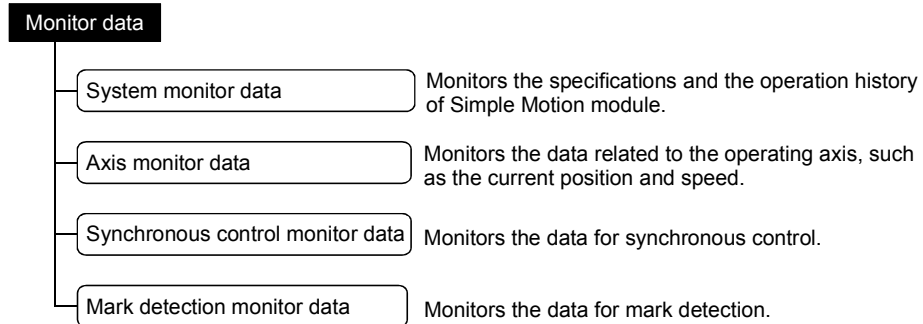 Monitor data
System monitor data
Monitors the specifications and the operation history
of Simple Motion module.
Axis monitor data
Monitors the data related to the operating axis, such
as the current position and speed.
Synchronous control monitor data
Monitors the data for synchronous control.
Mark detection monitor data
Monitors the data for mark detection.